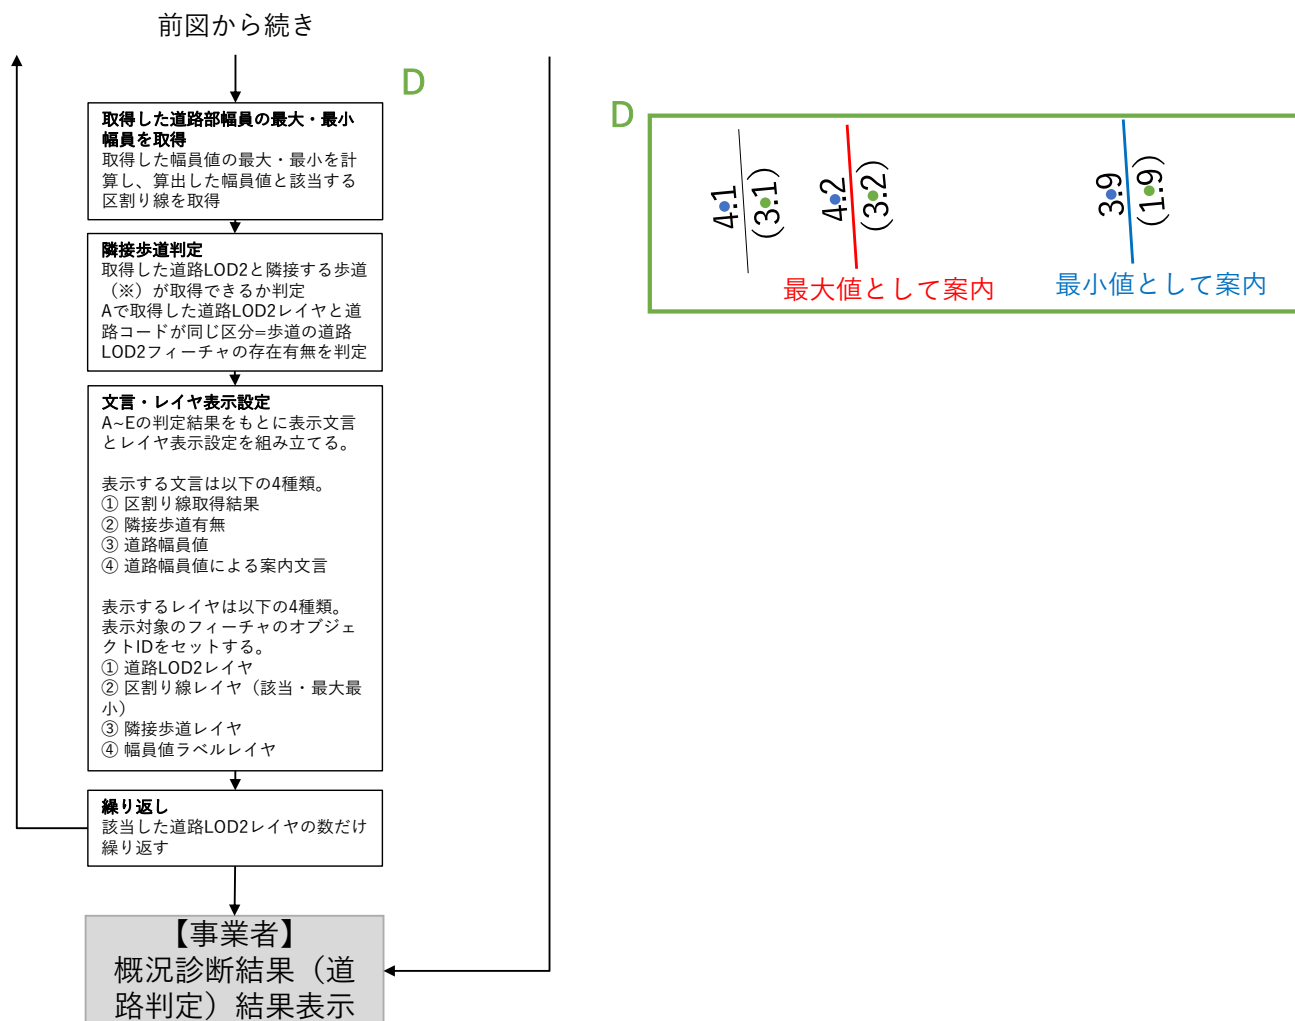 前図から続き
D
取得した道路部幅員の最大・最小
幅員を取得
取得した幅員値の最大・最小を計
算し、算出した幅員値と該当する
区割り線を取得
隣接歩道判定
取得した道路LOD2と隣接する歩道
（※）が取得できるか判定
Aで取得した道路LOD2レイヤと道
路コードが同じ区分=歩道の道路
LOD2フィーチャの存在有無を判定
文言・レイヤ表示設定
A~Eの判定結果をもとに表示文言
とレイヤ表示設定を組み立てる。
表示する文言は以下の4種類。
① 区割り線取得結果
② 隣接歩道有無
③ 道路幅員値
④ 道路幅員値による案内文言
表示するレイヤは以下の4種類。
表示対象のフィーチャのオブジェ
クトIDをセットする。
① 道路LOD2レイヤ
② 区割り線レイヤ（該当・最大最
小）
③ 隣接歩道レイヤ
④ 幅員値ラベルレイヤ
繰り返し
該当した道路LOD2レイヤの数だけ
繰り返す
【事業者】
概況診断結果（道
路判定）結果表示
D
4.1
(3.1)
4.2
(3.2)
3.9
(1.9)
最大値として案内
最小値として案内